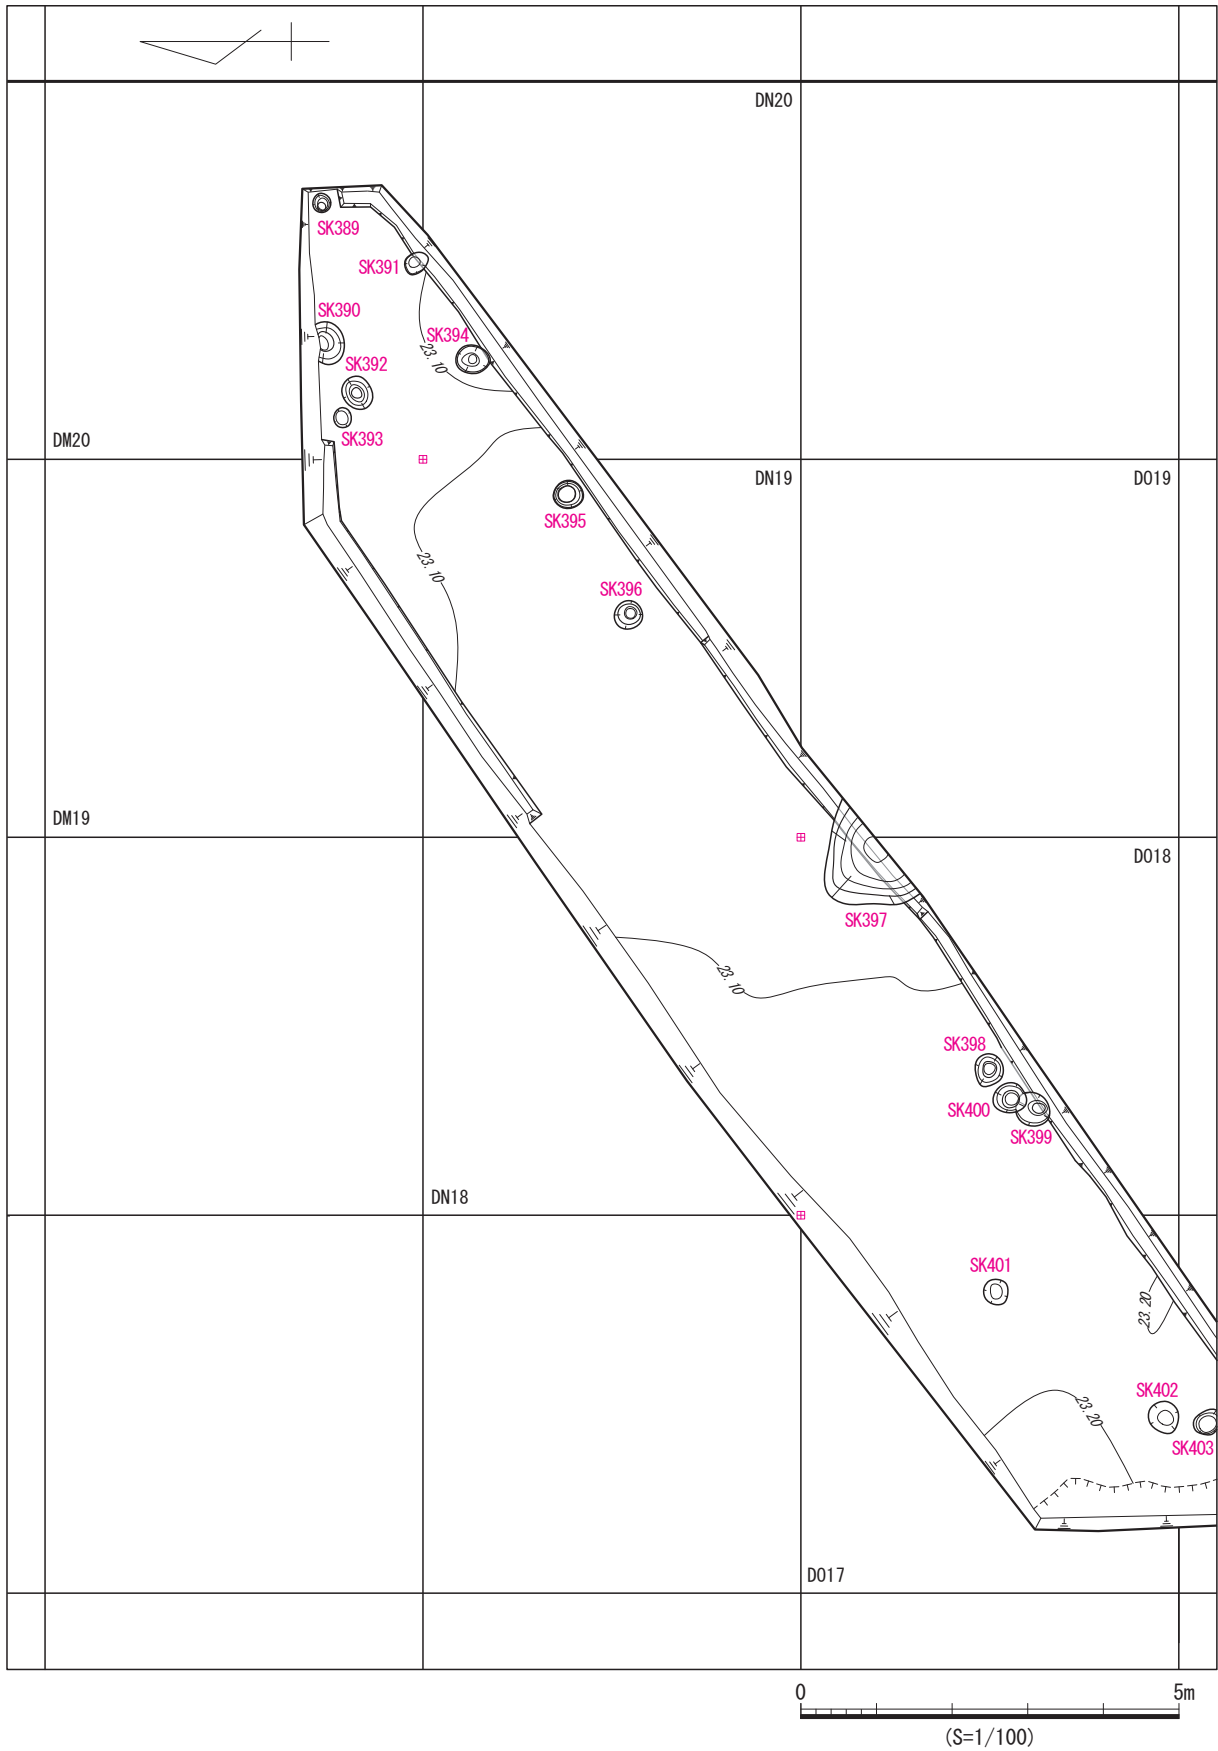 DN20
SK389
SK391
SK390
SK394
23.10
SK392
DM20
SK393
DN19
DO19
SK395
23.10
SK396
DM19
DO18
SK397
23.10
SK398
SK400
SK399
DN18
SK401
23.20
SK402
23.20
SK403
DO17
0 5m
(S=1/100)